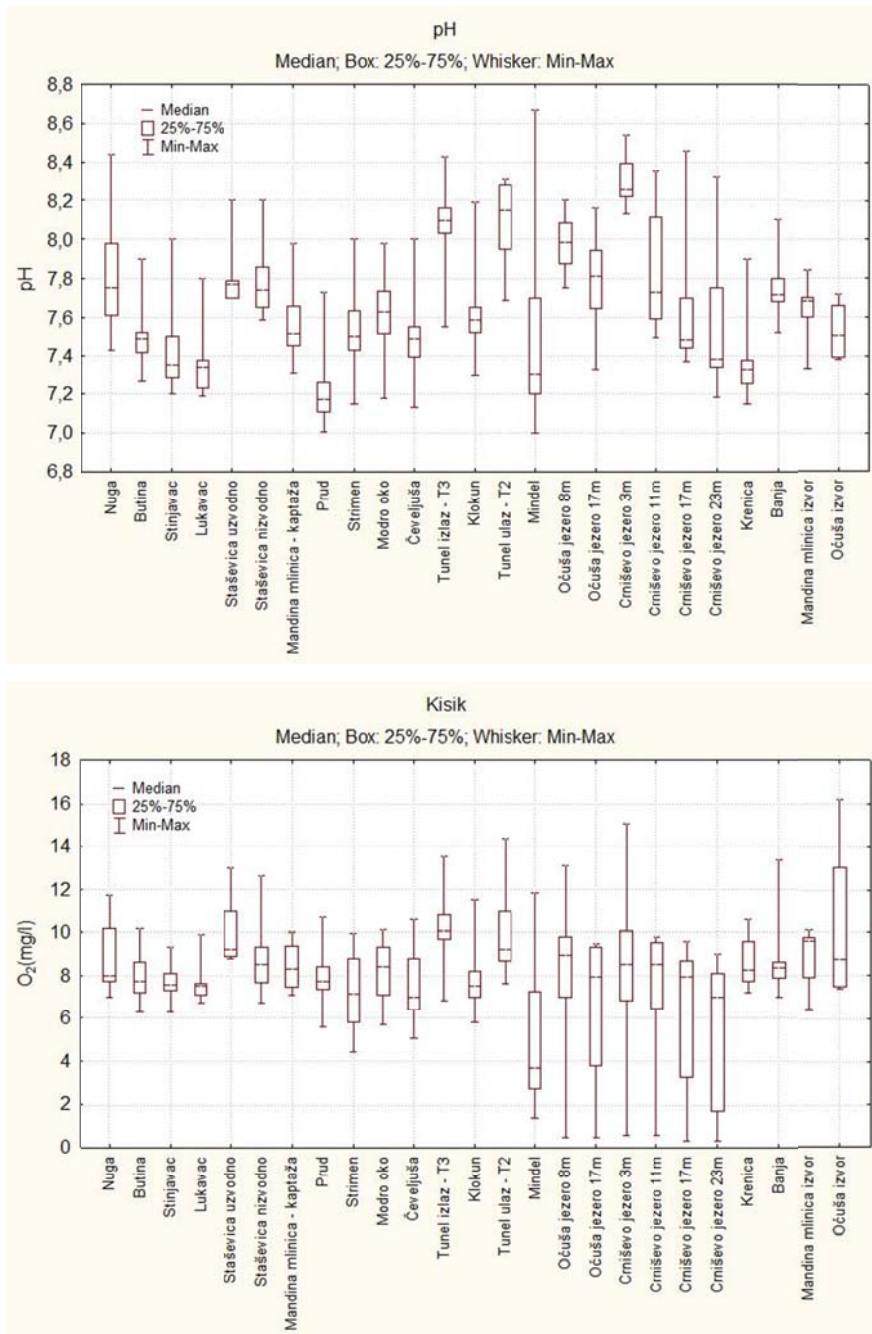 pH
Median; Box: 25%-75%; Whisker: Min-Max
8,8
8,6
8,4
8,2
8,0
7,8
7,6
7,4
7,2
7,0
6,8
pH
Median
25%-75%
Min-Max
Nuga
Butina
Stinjavac
Lukavac
Staševica uzvodno
Staševica nizvodno
Mandina mlinica - kaptaža
Prud
Strimen
Modro oko
Čeveljuša
Tunel izlaz - T3
Klokun
Tunel ulaz - T2
Mindel
Očuša jezero 8m
Očuša jezero 17m
Crniševo jezero 3m
Crniševo jezero 11m
Crniševo jezero 17m
Crniševo jezero 23m
Krenica
Banja
Mandina mlinica izvor
Očuša izvor
Kisik
Median; Box: 25%-75%; Whisker: Min-Max
18
16
14
12
10
8
6
4
2
0
O₂(mg/l)
Median
25%-75%
Min-Max
Nuga
Butina
Stinjavac
Lukavac
Staševica uzvodno
Staševica nizvodno
Mandina mlinica - kaptaža
Prud
Strimen
Modro oko
Čeveljuša
Tunel izlaz - T3
Klokun
Tunel ulaz - T2
Mindel
Očuša jezero 8m
Očuša jezero 17m
Crniševo jezero 3m
Crniševo jezero 11m
Crniševo jezero 17m
Crniševo jezero 23m
Krenica
Banja
Mandina mlinica izvor
Očuša izvor